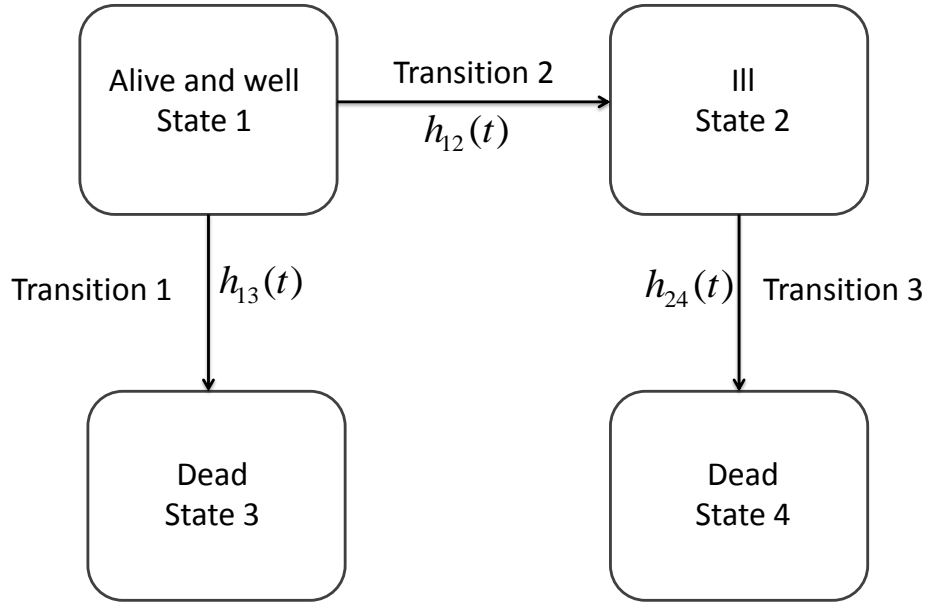 Alive and well
State 1
Transition 2
h₁₂(t)
Ill
State 2
Transition 1
h₁₃(t)
h₂₄(t)
Transition 3
Dead
State 3
Dead
State 4